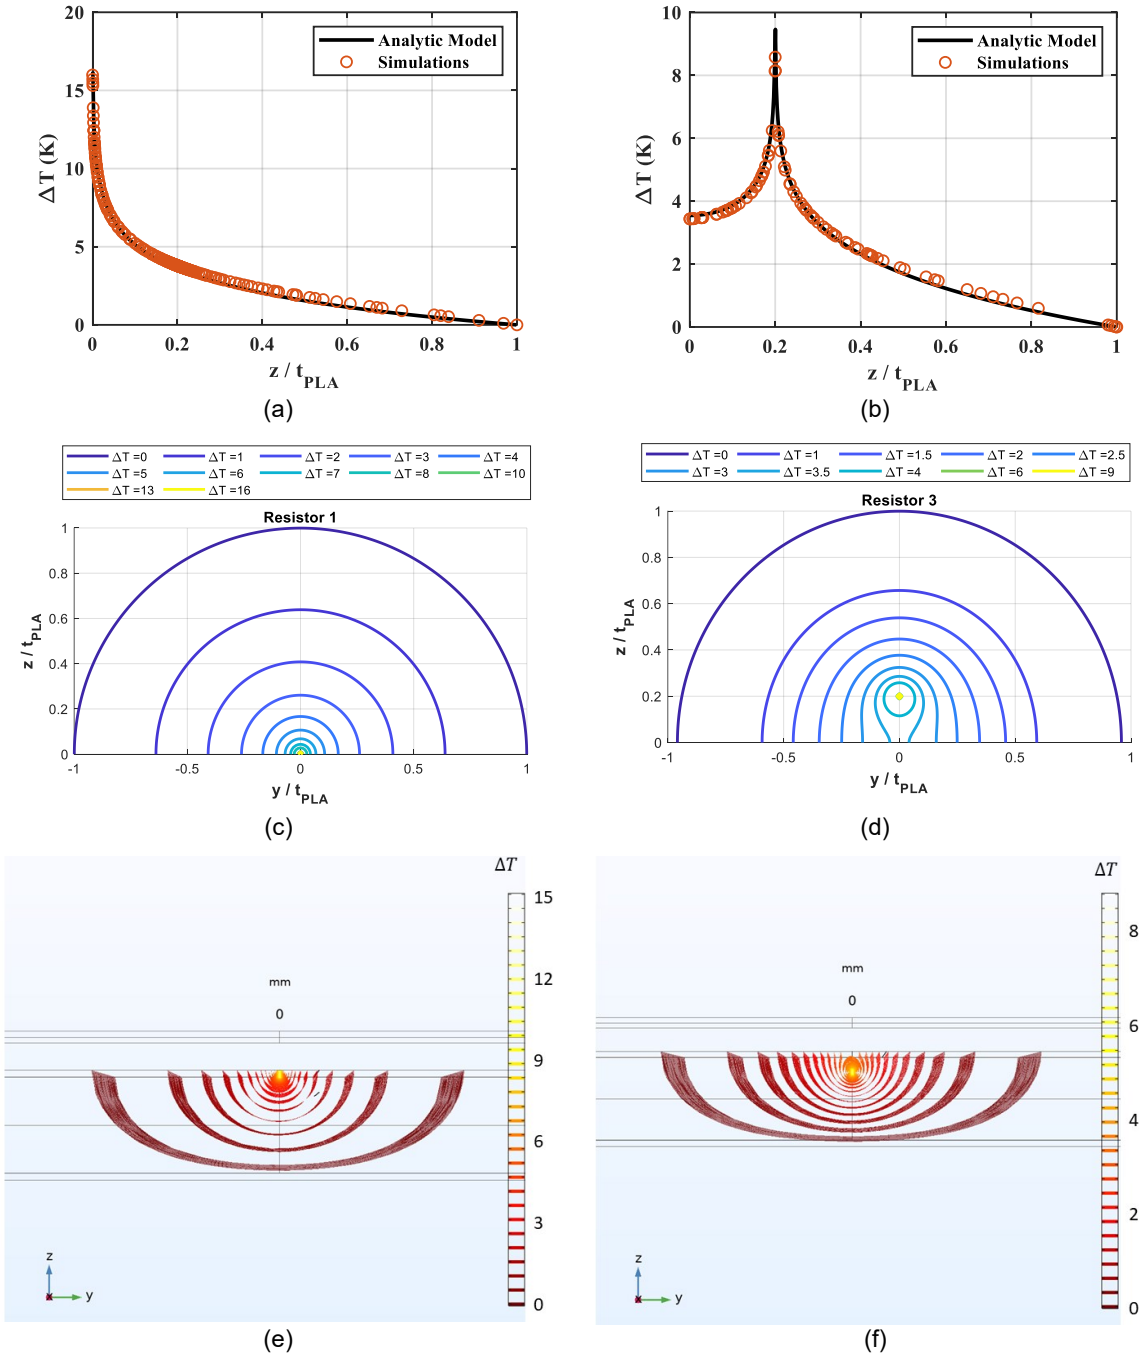 20
15
10
5
0
ΔT (K)
Analytic Model
Simulations
0 0.2 0.4 0.6 0.8 1
z / tPLA
(a)
10
8
6
4
2
0
ΔT (K)
Analytic Model
Simulations
0 0.2 0.4 0.6 0.8 1
z / tPLA
(b)
ΔT =0 ΔT =1 ΔT =2 ΔT =3 ΔT =4
ΔT =5 ΔT =6 ΔT =7 ΔT =8 ΔT =10
ΔT =13 ΔT =16
Resistor 1
1
0.8
0.6
0.4
0.2
0
z / tPLA
-1 -0.5 0 0.5 1
y / tPLA
(c)
ΔT =0 ΔT =1 ΔT =1.5 ΔT =2 ΔT =2.5
ΔT =3 ΔT =3.5 ΔT =4 ΔT =6 ΔT =9
Resistor 3
1
0.8
0.6
0.4
0.2
0
z / tPLA
-1 -0.5 0 0.5 1
y / tPLA
(d)
ΔT
15
12
9
6
3
0
mm
0
z
y
x
(e)
ΔT
8
6
4
2
0
mm
0
z
y
x
(f)